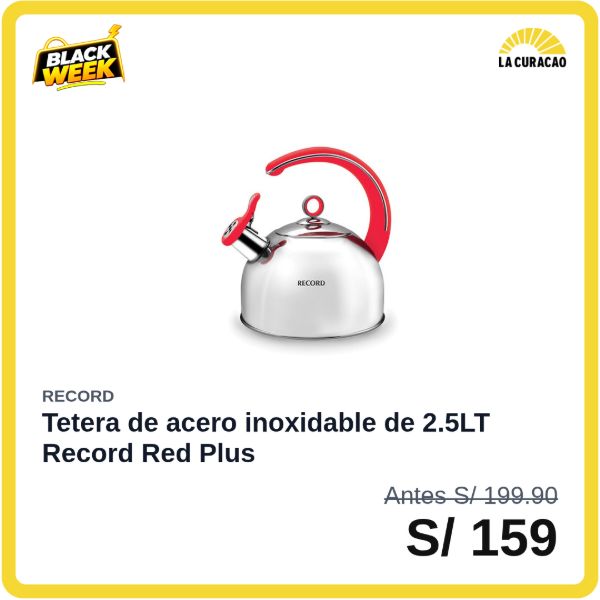 BLACK
WEEK
LA CURACAO
RECORD
RECORD
Tetera de acero inoxidable de 2.5LT
Record Red Plus
Antes S/ 199.90
S/ 159